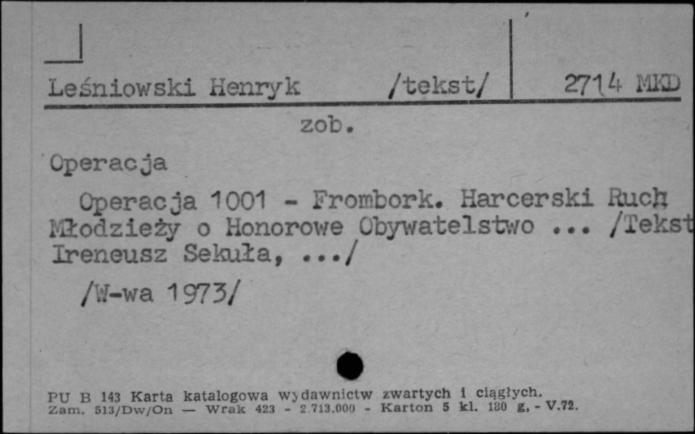 Leśniowski Henryk /tekst/ 2714 MKD
zob.
Operacja
Operacja 1001 - Frombork. Harcerski Ruch
Młodzieży o Honorowe Obywatelstwo ... /Tekst
Ireneusz Sekuła, .../
/W-wa 1973/
PU B 143 Karta katalogowa wydawnictw zwartych i ciągłych.
Zam. 513/Dw/On — Wrak 423 - 2.713.000 - Karton 5 kl. 180 g. - V.72.